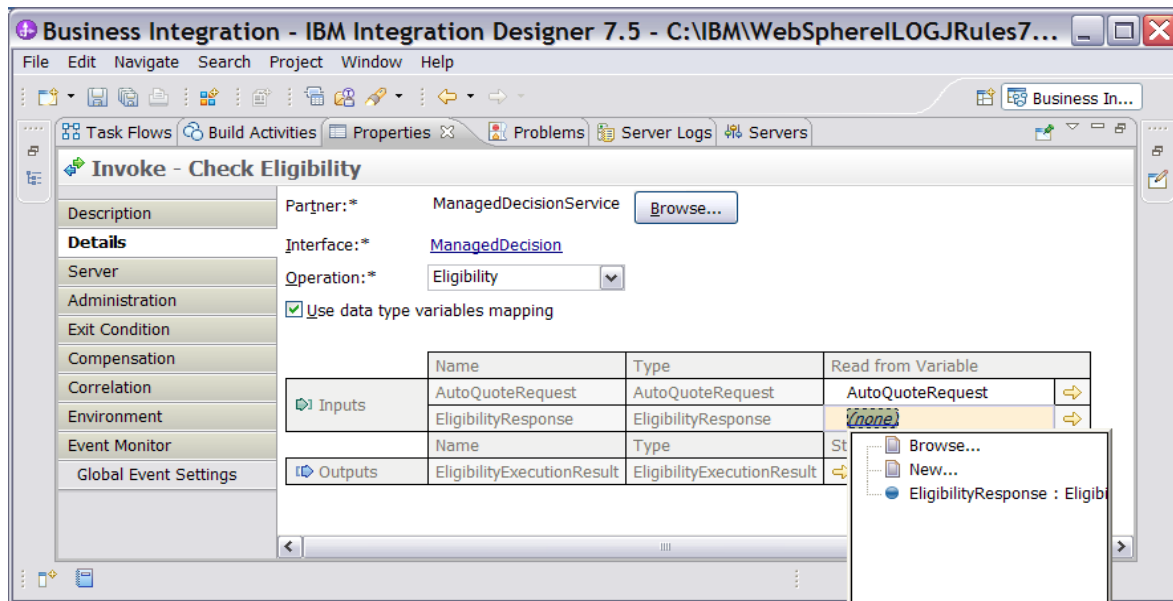 Business Integration - IBM Integration Designer 7.5 - C:\IBM\WebSphereILOGJRules7...
File Edit Navigate Search Project Window Help
Business In...
Task Flows Build Activities Properties Problems Server Logs Servers
Invoke - Check Eligibility
Description
Details
Server
Administration
Exit Condition
Compensation
Correlation
Environment
Event Monitor
Global Event Settings
Partner:* ManagedDecisionService Browse...
Interface:* ManagedDecision
Operation:* Eligibility
Use data type variables mapping
Name Type Read from Variable
Inputs AutoQuoteRequest AutoQuoteRequest AutoQuoteRequest
EligibilityResponse EligibilityResponse (none)
Name Type St
Outputs EligibilityExecutionResult EligibilityExecutionResult
Browse...
New...
EligibilityResponse : Eligibi